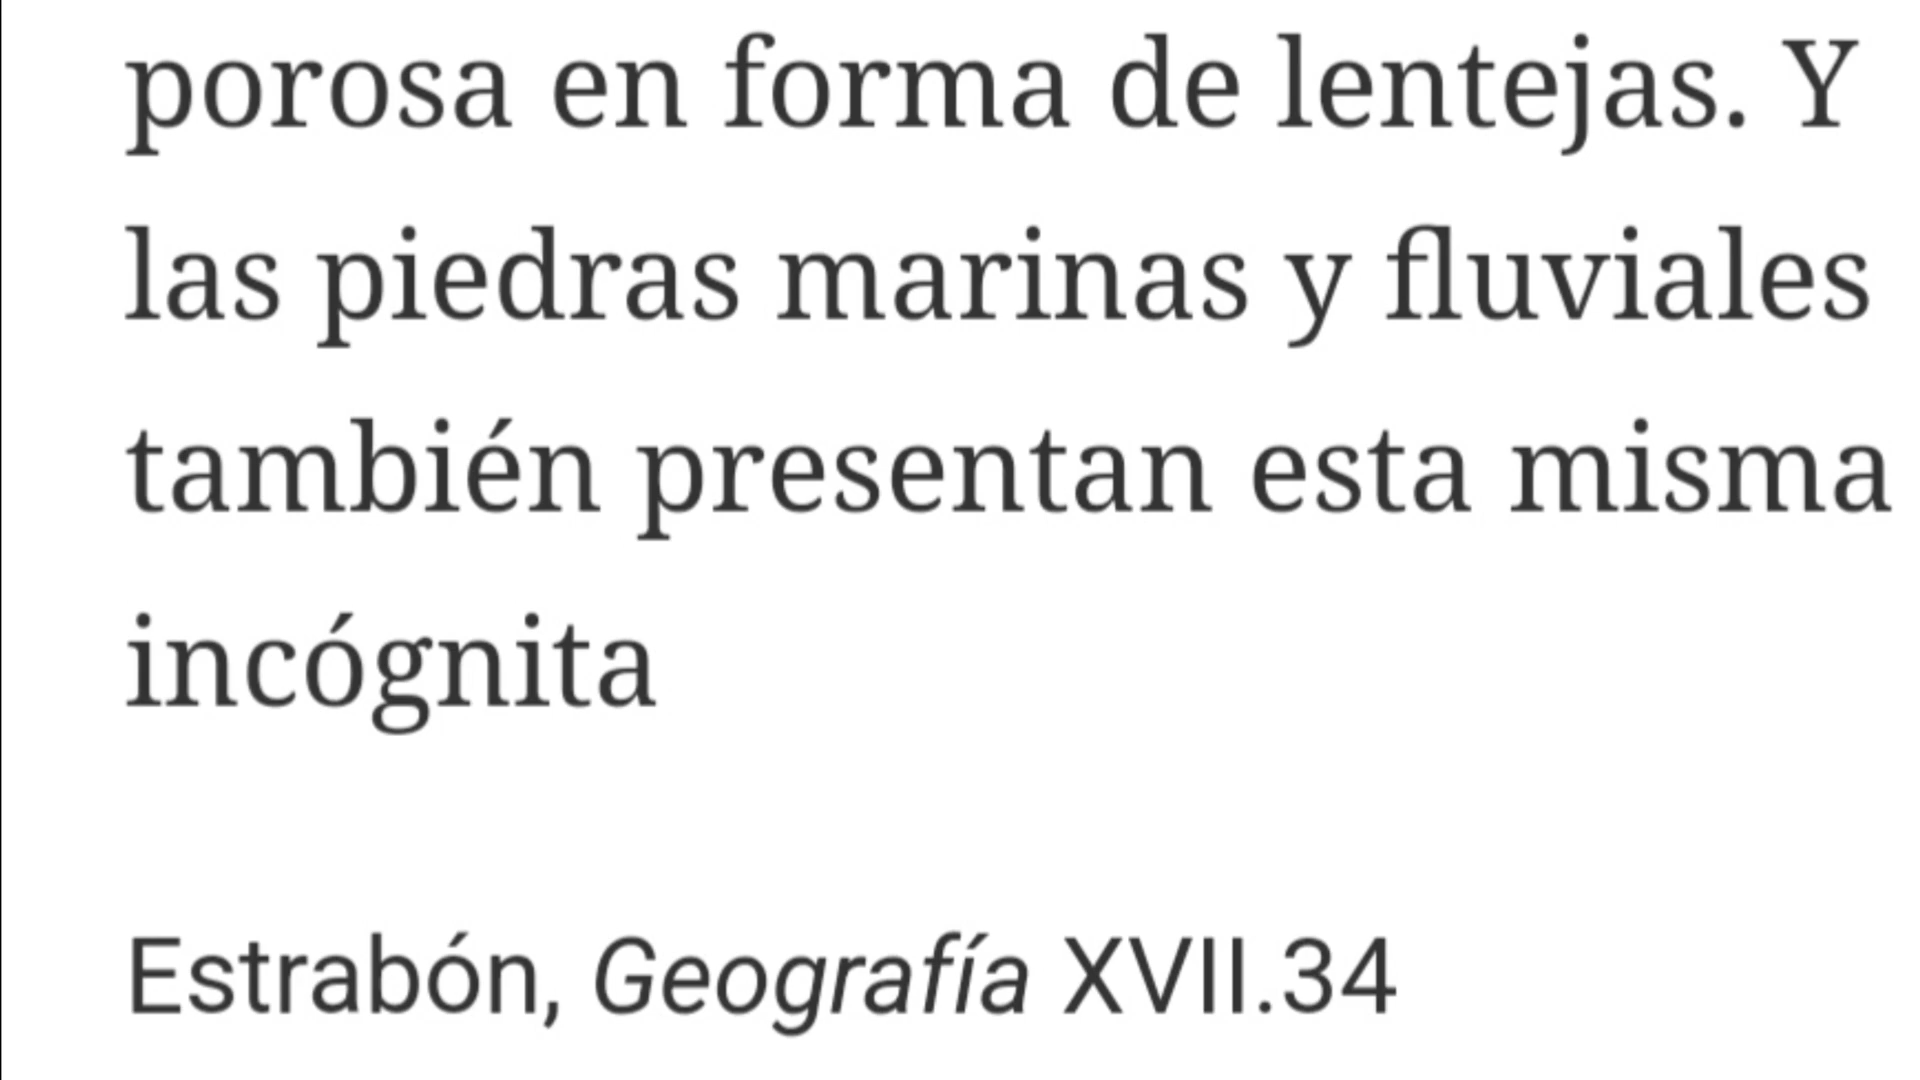 porosa en forma de lentejas. Y
las piedras marinas y fluviales
también presentan esta misma
incógnita
Estrabón, Geografía XVII.34